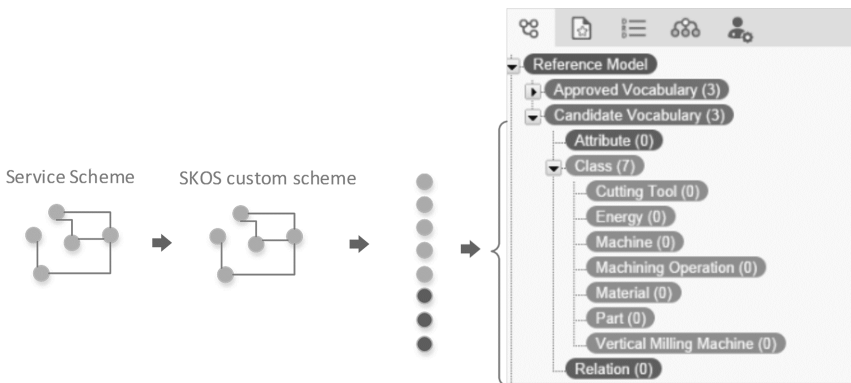 Service Scheme
SKOS custom scheme
Reference Model
Approved Vocabulary (3)
Candidate Vocabulary (3)
Attribute (0)
Class (7)
Cutting Tool (0)
Energy (0)
Machine (0)
Machining Operation (0)
Material (0)
Part (0)
Vertical Milling Machine (0)
Relation (0)